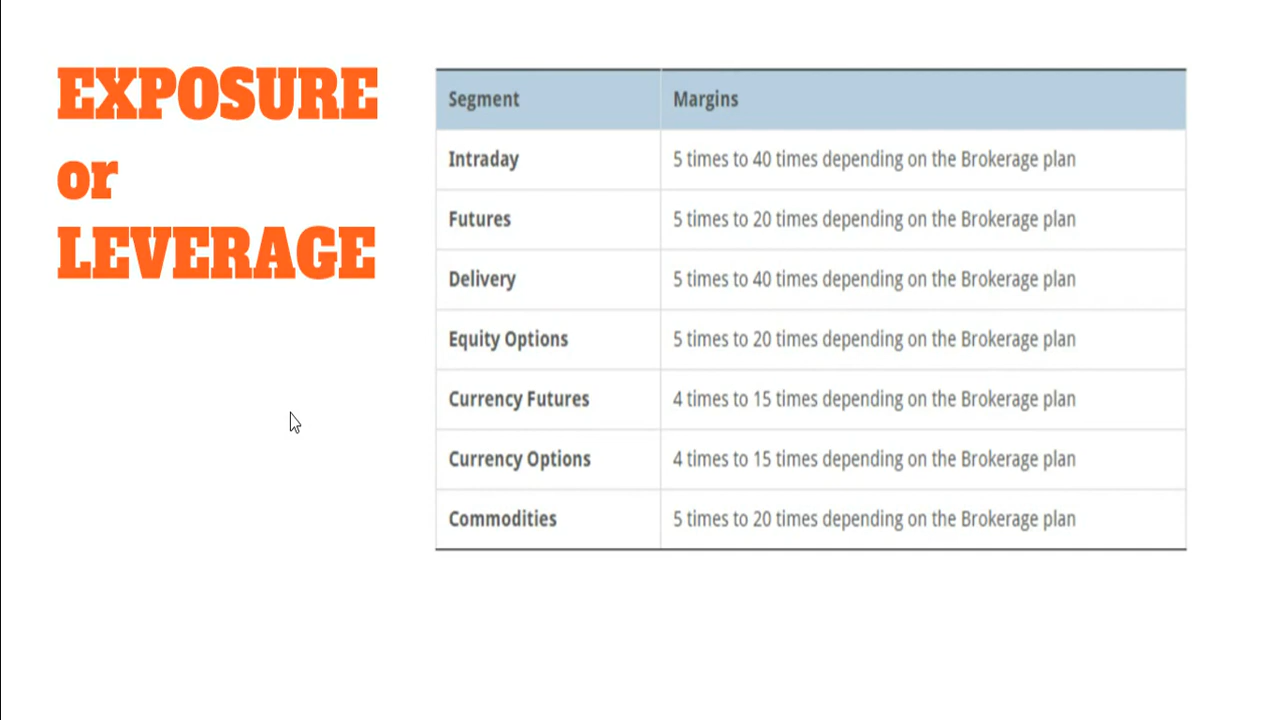 EXPOSURE
or
LEVERAGE
Segment Margins
Intraday 5 times to 40 times depending on the Brokerage plan
Futures 5 times to 20 times depending on the Brokerage plan
Delivery 5 times to 40 times depending on the Brokerage plan
Equity Options 5 times to 20 times depending on the Brokerage plan
Currency Futures 4 times to 15 times depending on the Brokerage plan
Currency Options 4 times to 15 times depending on the Brokerage plan
Commodities 5 times to 20 times depending on the Brokerage plan